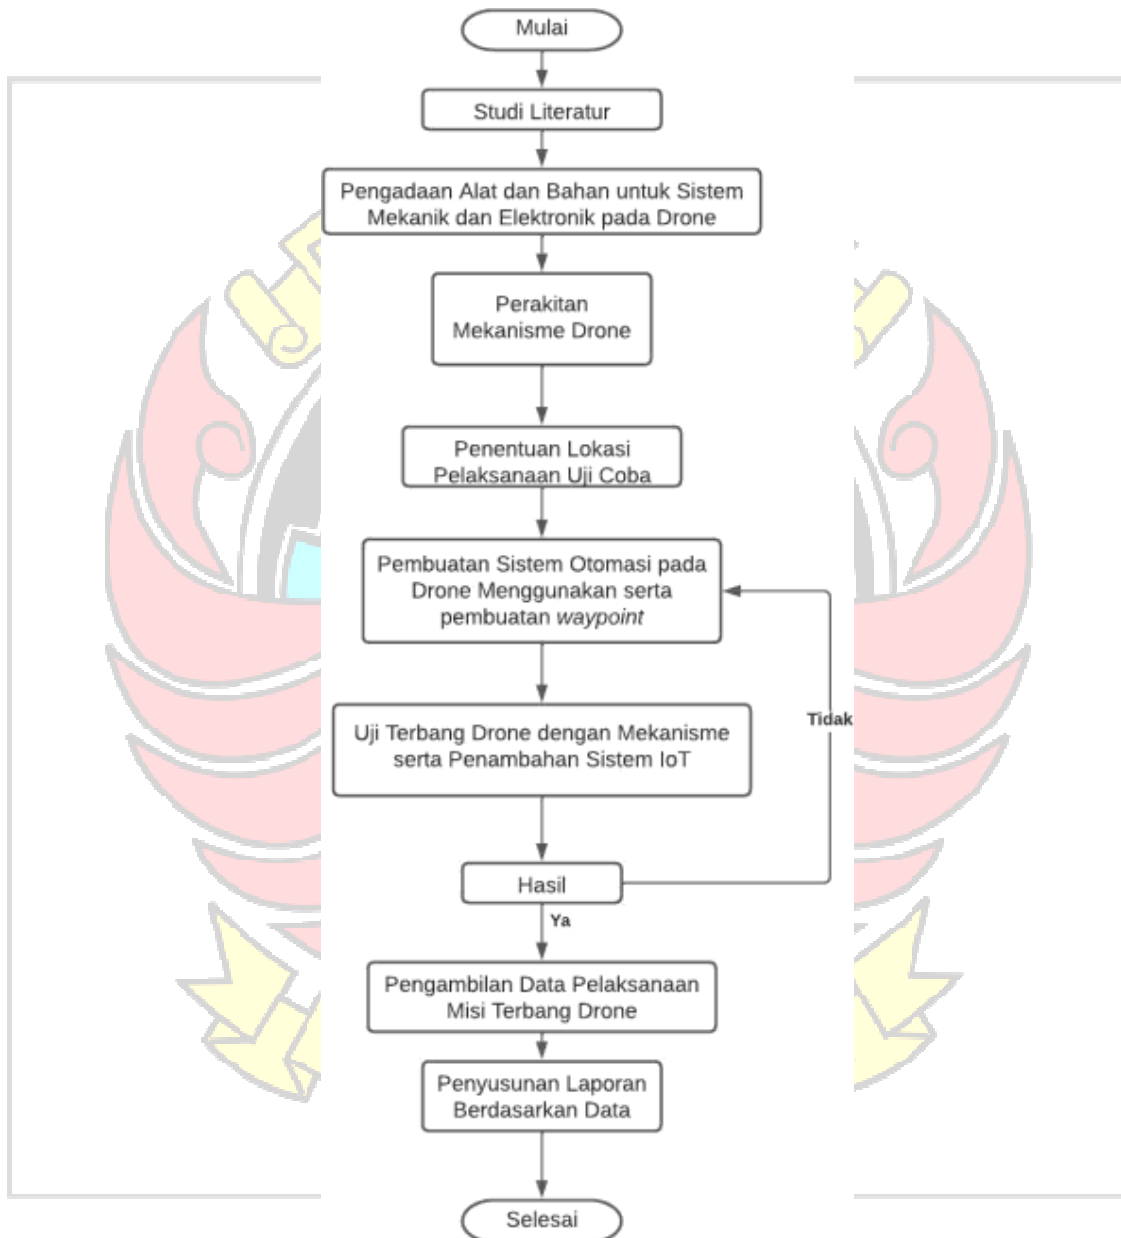 Mulai
Studi Literatur
Pengadaan Alat dan Bahan untuk Sistem
Mekanik dan Elektronik pada Drone
Perakitan
Mekanisme Drone
Penentuan Lokasi
Pelaksanaan Uji Coba
Pembuatan Sistem Otomasi pada
Drone Menggunakan serta
pembuatan waypoint
Tidak
Uji Terbang Drone dengan Mekanisme
serta Penambahan Sistem IoT
Hasil
Ya
Pengambilan Data Pelaksanaan
Misi Terbang Drone
Penyusunan Laporan
Berdasarkan Data
Selesai